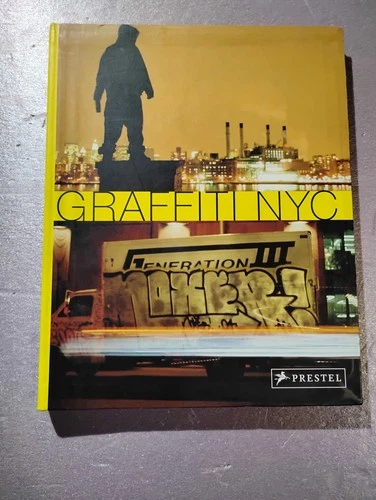 GRAFFITI NYC
GENERATION III
PRESTEL